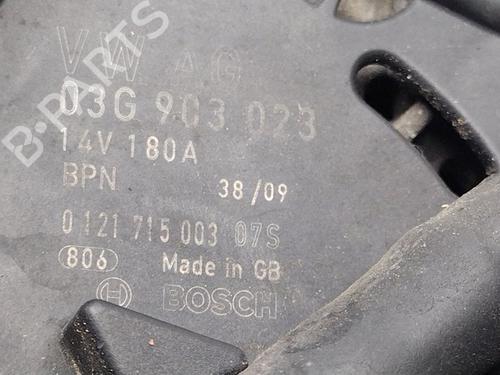 B-PARTS
VW AG
03G 903 023
14V 180A
BPN 38/09
0 121 715 003 07S
806 Made in GB
BOSCH